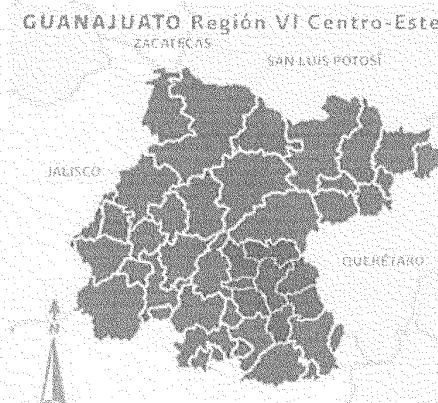 GUANAJUATO Región VI Centro-Este
ZACATECAS
SAN LUIS POTOSÍ
JALISCO
QUERÉTARO
N